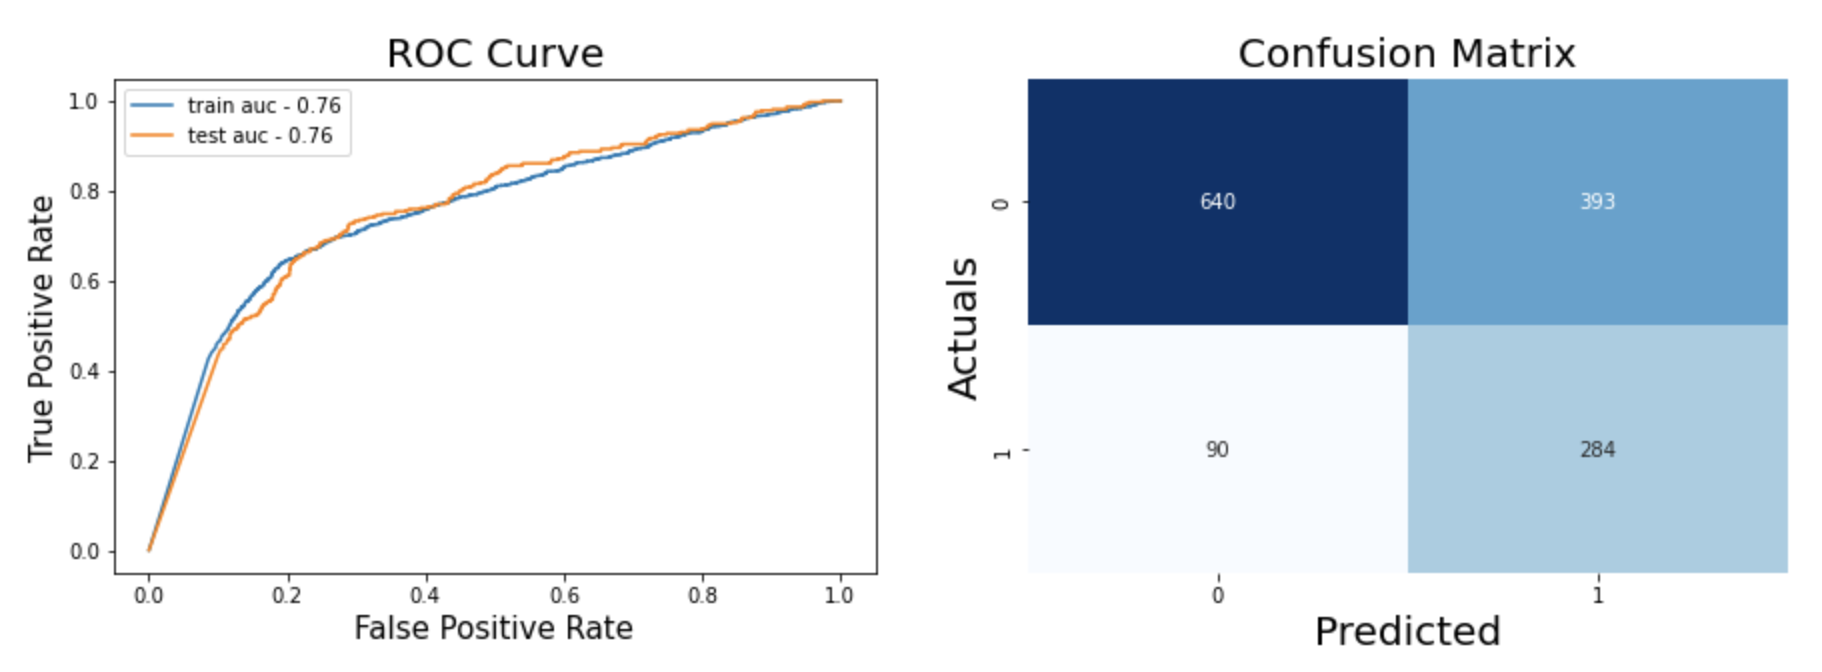 ROC Curve
train auc - 0.76
test auc - 0.76
1.0
0.8
0.6
0.4
0.2
0.0
True Positive Rate
0.0 0.2 0.4 0.6 0.8 1.0
False Positive Rate
Confusion Matrix
Actuals
0
640 393
1
90 284
0 1
Predicted